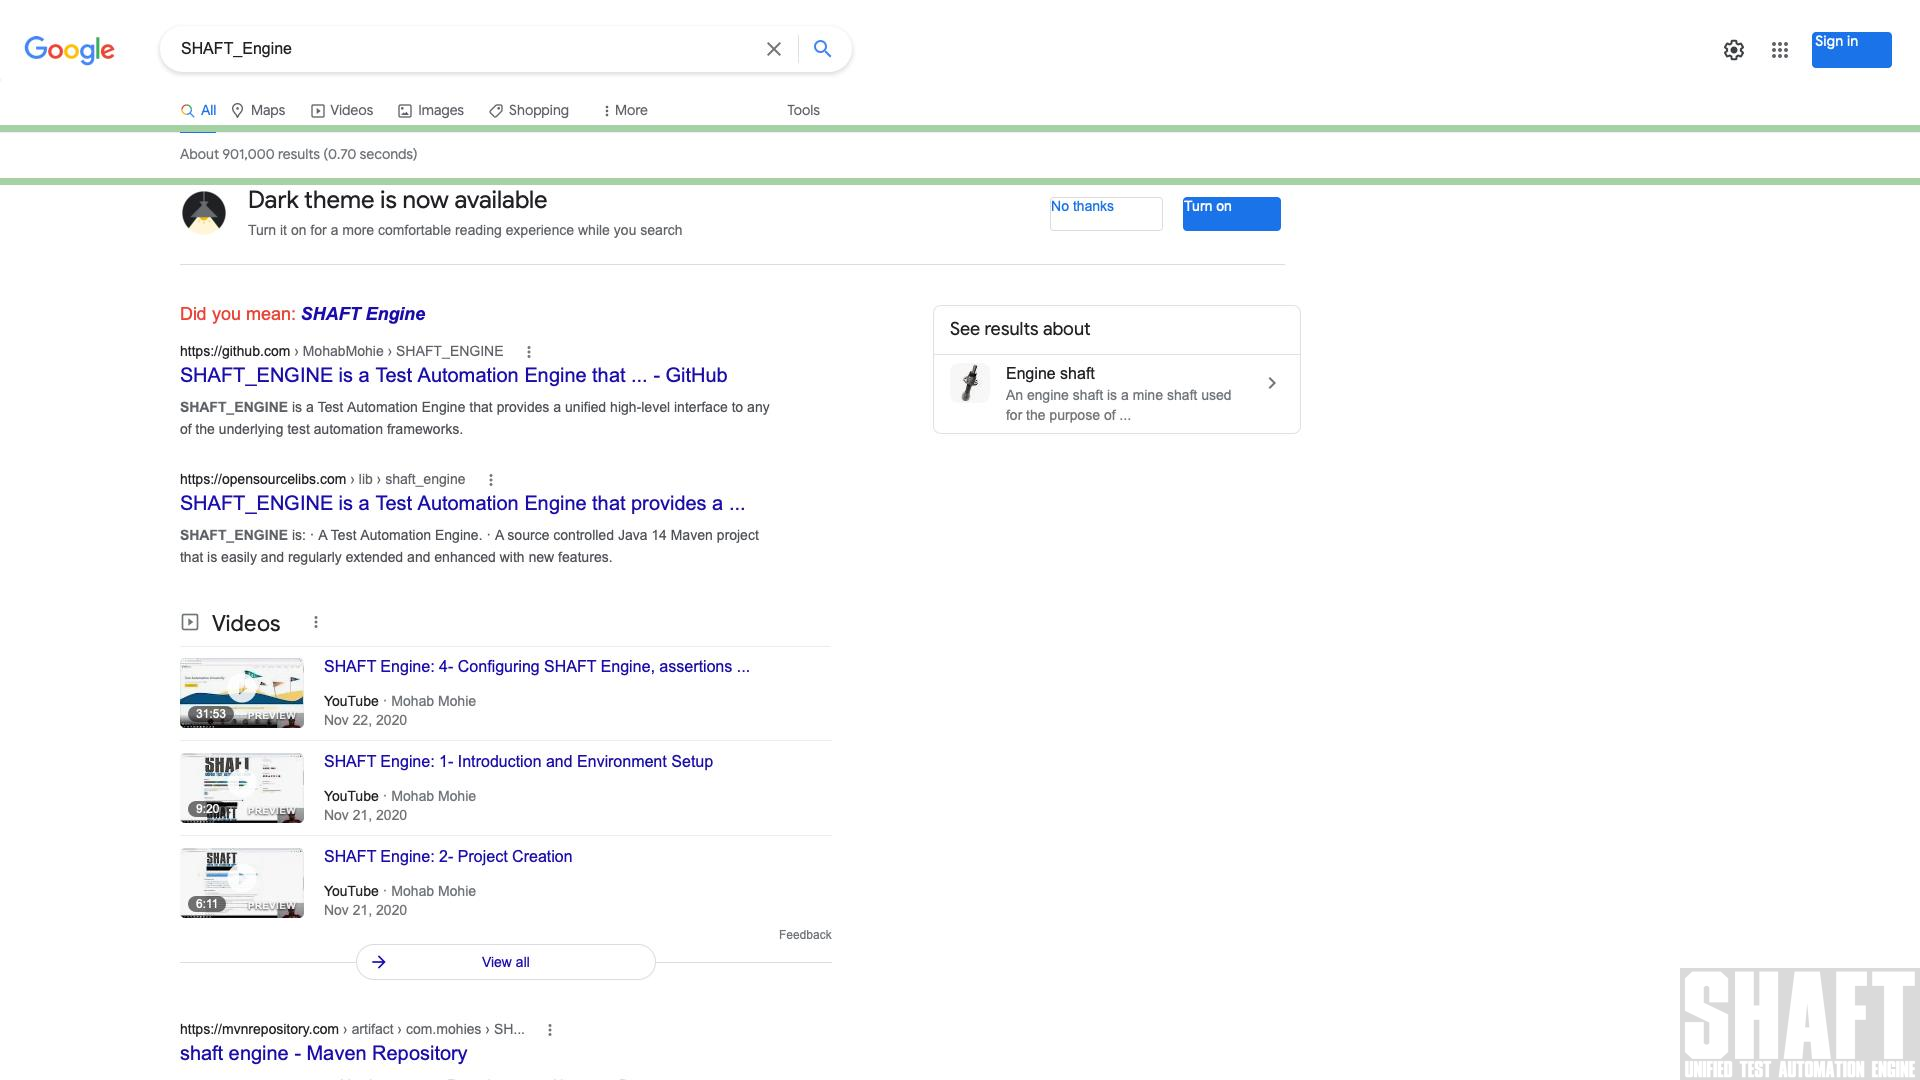 Google
SHAFT_Engine
Sign in
All Maps Videos Images Shopping More Tools
About 901,000 results (0.70 seconds)
Dark theme is now available
Turn it on for a more comfortable reading experience while you search
No thanks
Turn on
Did you mean: SHAFT Engine
https://github.com › MohabMohie › SHAFT_ENGINE
SHAFT_ENGINE is a Test Automation Engine that ... - GitHub
SHAFT_ENGINE is a Test Automation Engine that provides a unified high-level interface to any
of the underlying test automation frameworks.
https://opensourcelibs.com › lib › shaft_engine
SHAFT_ENGINE is a Test Automation Engine that provides a ...
SHAFT_ENGINE is: · A Test Automation Engine. · A source controlled Java 14 Maven project
that is easily and regularly extended and enhanced with new features.
Videos
31:53
PREVIEW
SHAFT Engine: 4- Configuring SHAFT Engine, assertions ...
YouTube · Mohab Mohie
Nov 22, 2020
SHAFT
9:20
PREVIEW
SHAFT
SHAFT Engine: 1- Introduction and Environment Setup
YouTube · Mohab Mohie
Nov 21, 2020
SHAFT
6:11
PREVIEW
SHAFT Engine: 2- Project Creation
YouTube · Mohab Mohie
Nov 21, 2020
Feedback
View all
https://mvnrepository.com › artifact › com.mohies › SH...
shaft engine - Maven Repository
See results about
Engine shaft
An engine shaft is a mine shaft used
for the purpose of ...
SHAFT
UNIFIED TEST AUTOMATION ENGINE